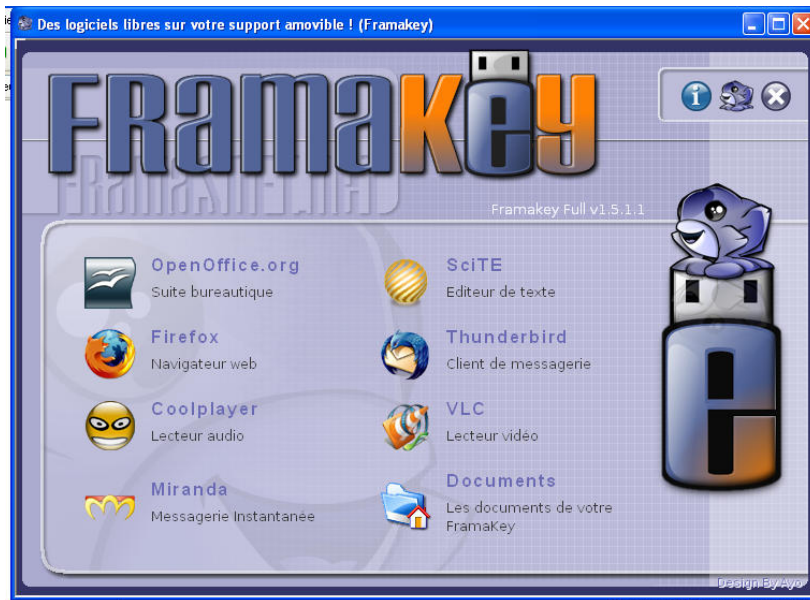 Des logiciels libres sur votre support amovible ! (Framakey)
FRamaKey
Framakey Full v1.5.1.1
OpenOffice.org
Suite bureautique
SciTE
Editeur de texte
Firefox
Navigateur web
Thunderbird
Client de messagerie
Coolplayer
Lecteur audio
VLC
Lecteur vidéo
Miranda
Messagerie Instantanée
Documents
Les documents de votre
FramaKey
e
Design By Ayo